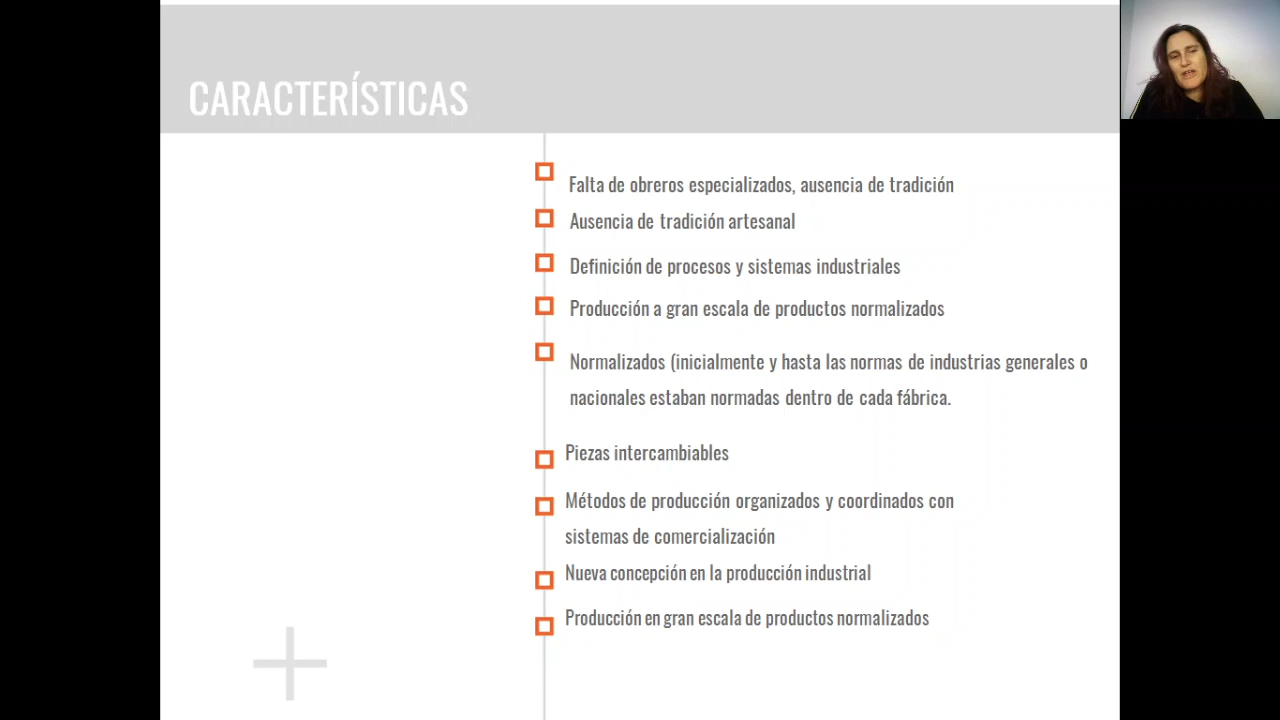 CARACTERÍSTICAS
Falta de obreros especializados, ausencia de tradición
Ausencia de tradición artesanal
Definición de procesos y sistemas industriales
Producción a gran escala de productos normalizados
Normalizados (inicialmente y hasta las normas de industrias generales o
nacionales estaban normadas dentro de cada fábrica.
Piezas intercambiables
Métodos de producción organizados y coordinados con
sistemas de comercialización
Nueva concepción en la producción industrial
Producción en gran escala de productos normalizados